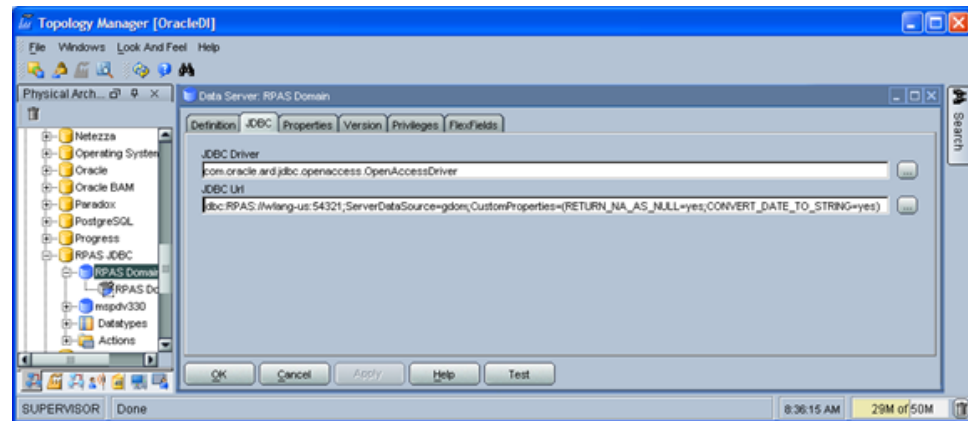 Topology Manager [OracleDI]
File Windows Look And Feel Help
Physical Arch...
Netezza
Operating System
Oracle
Oracle BAM
Paradox
PostgreSQL
Progress
RPAS JDBC
RPAS Domain
RPAS Do
mspdv330
Datatypes
Actions
Data Server: RPAS Domain
Definition JDBC Properties Version Privileges FlexFields
JDBC Driver
com.oracle.ard.jdbc.openaccess.OpenAccessDriver
...
JDBC Url
dbc:RPAS://wlang-us:54321;ServerDataSource=gdom;CustomProperties=(RETURN_NA_AS_NULL=yes;CONVERT_DATE_TO_STRING=yes)
...
OK Cancel Apply Help Test
Search
SUPERVISOR Done 8:36:15 AM 29M of 50M